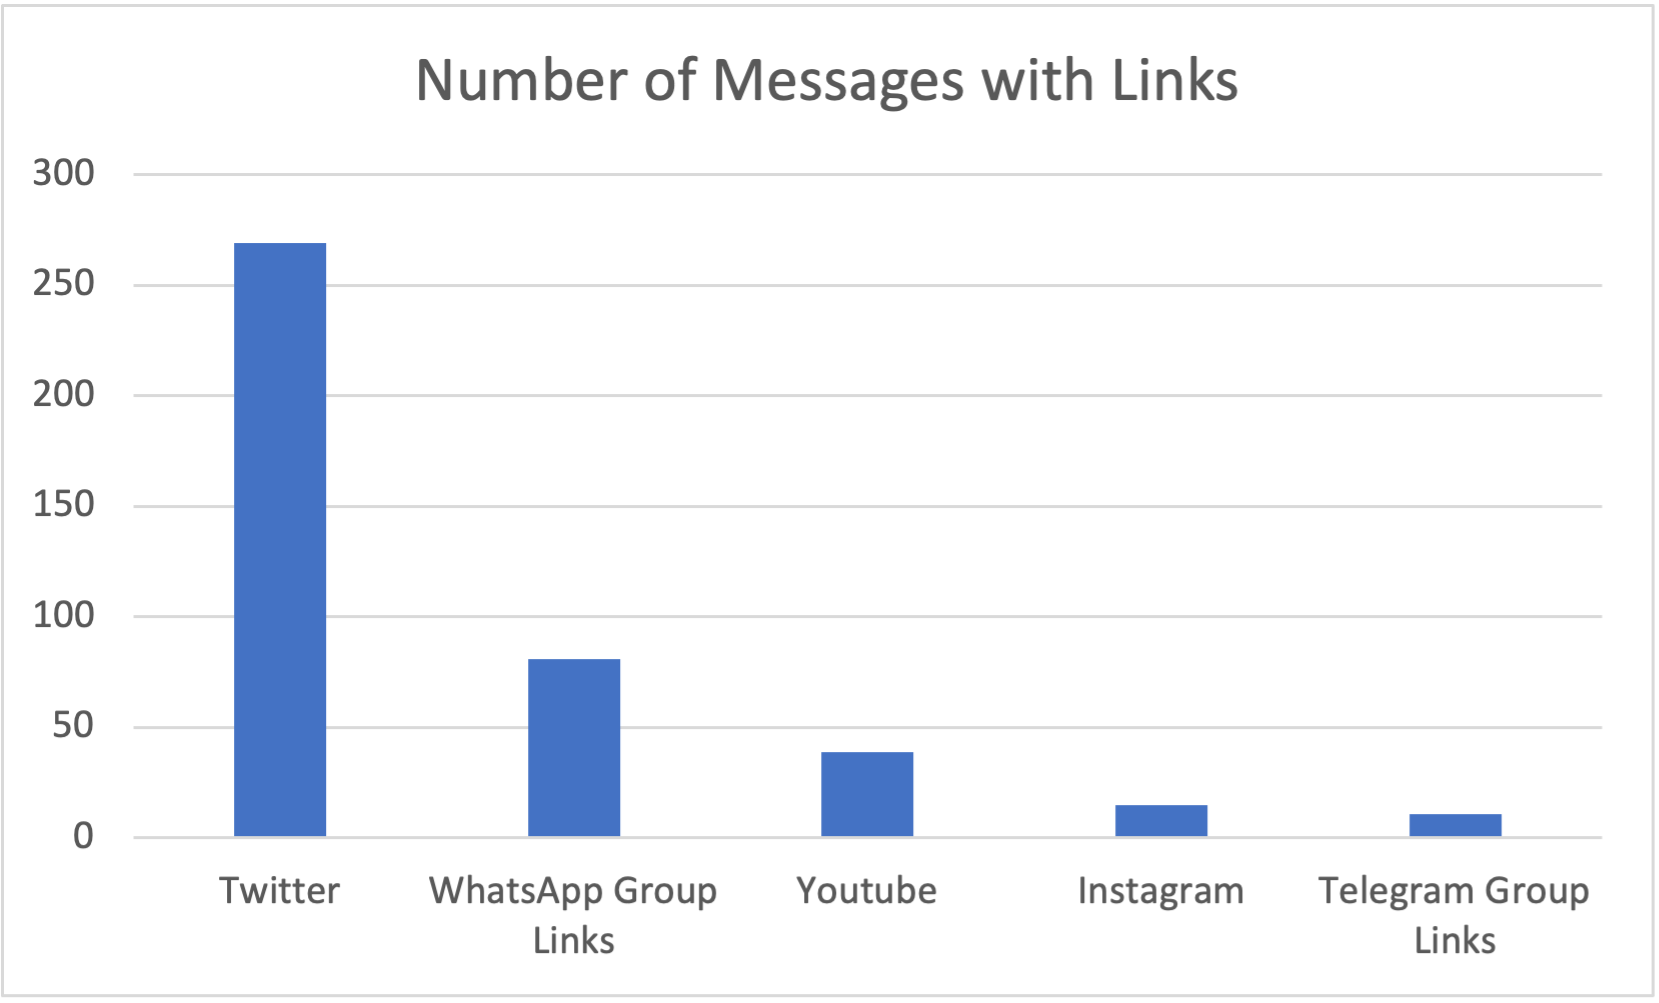 Number of Messages with Links
300
250
200
150
100
50
0
Twitter
WhatsApp Group
Links
Youtube
Instagram
Telegram Group
Links